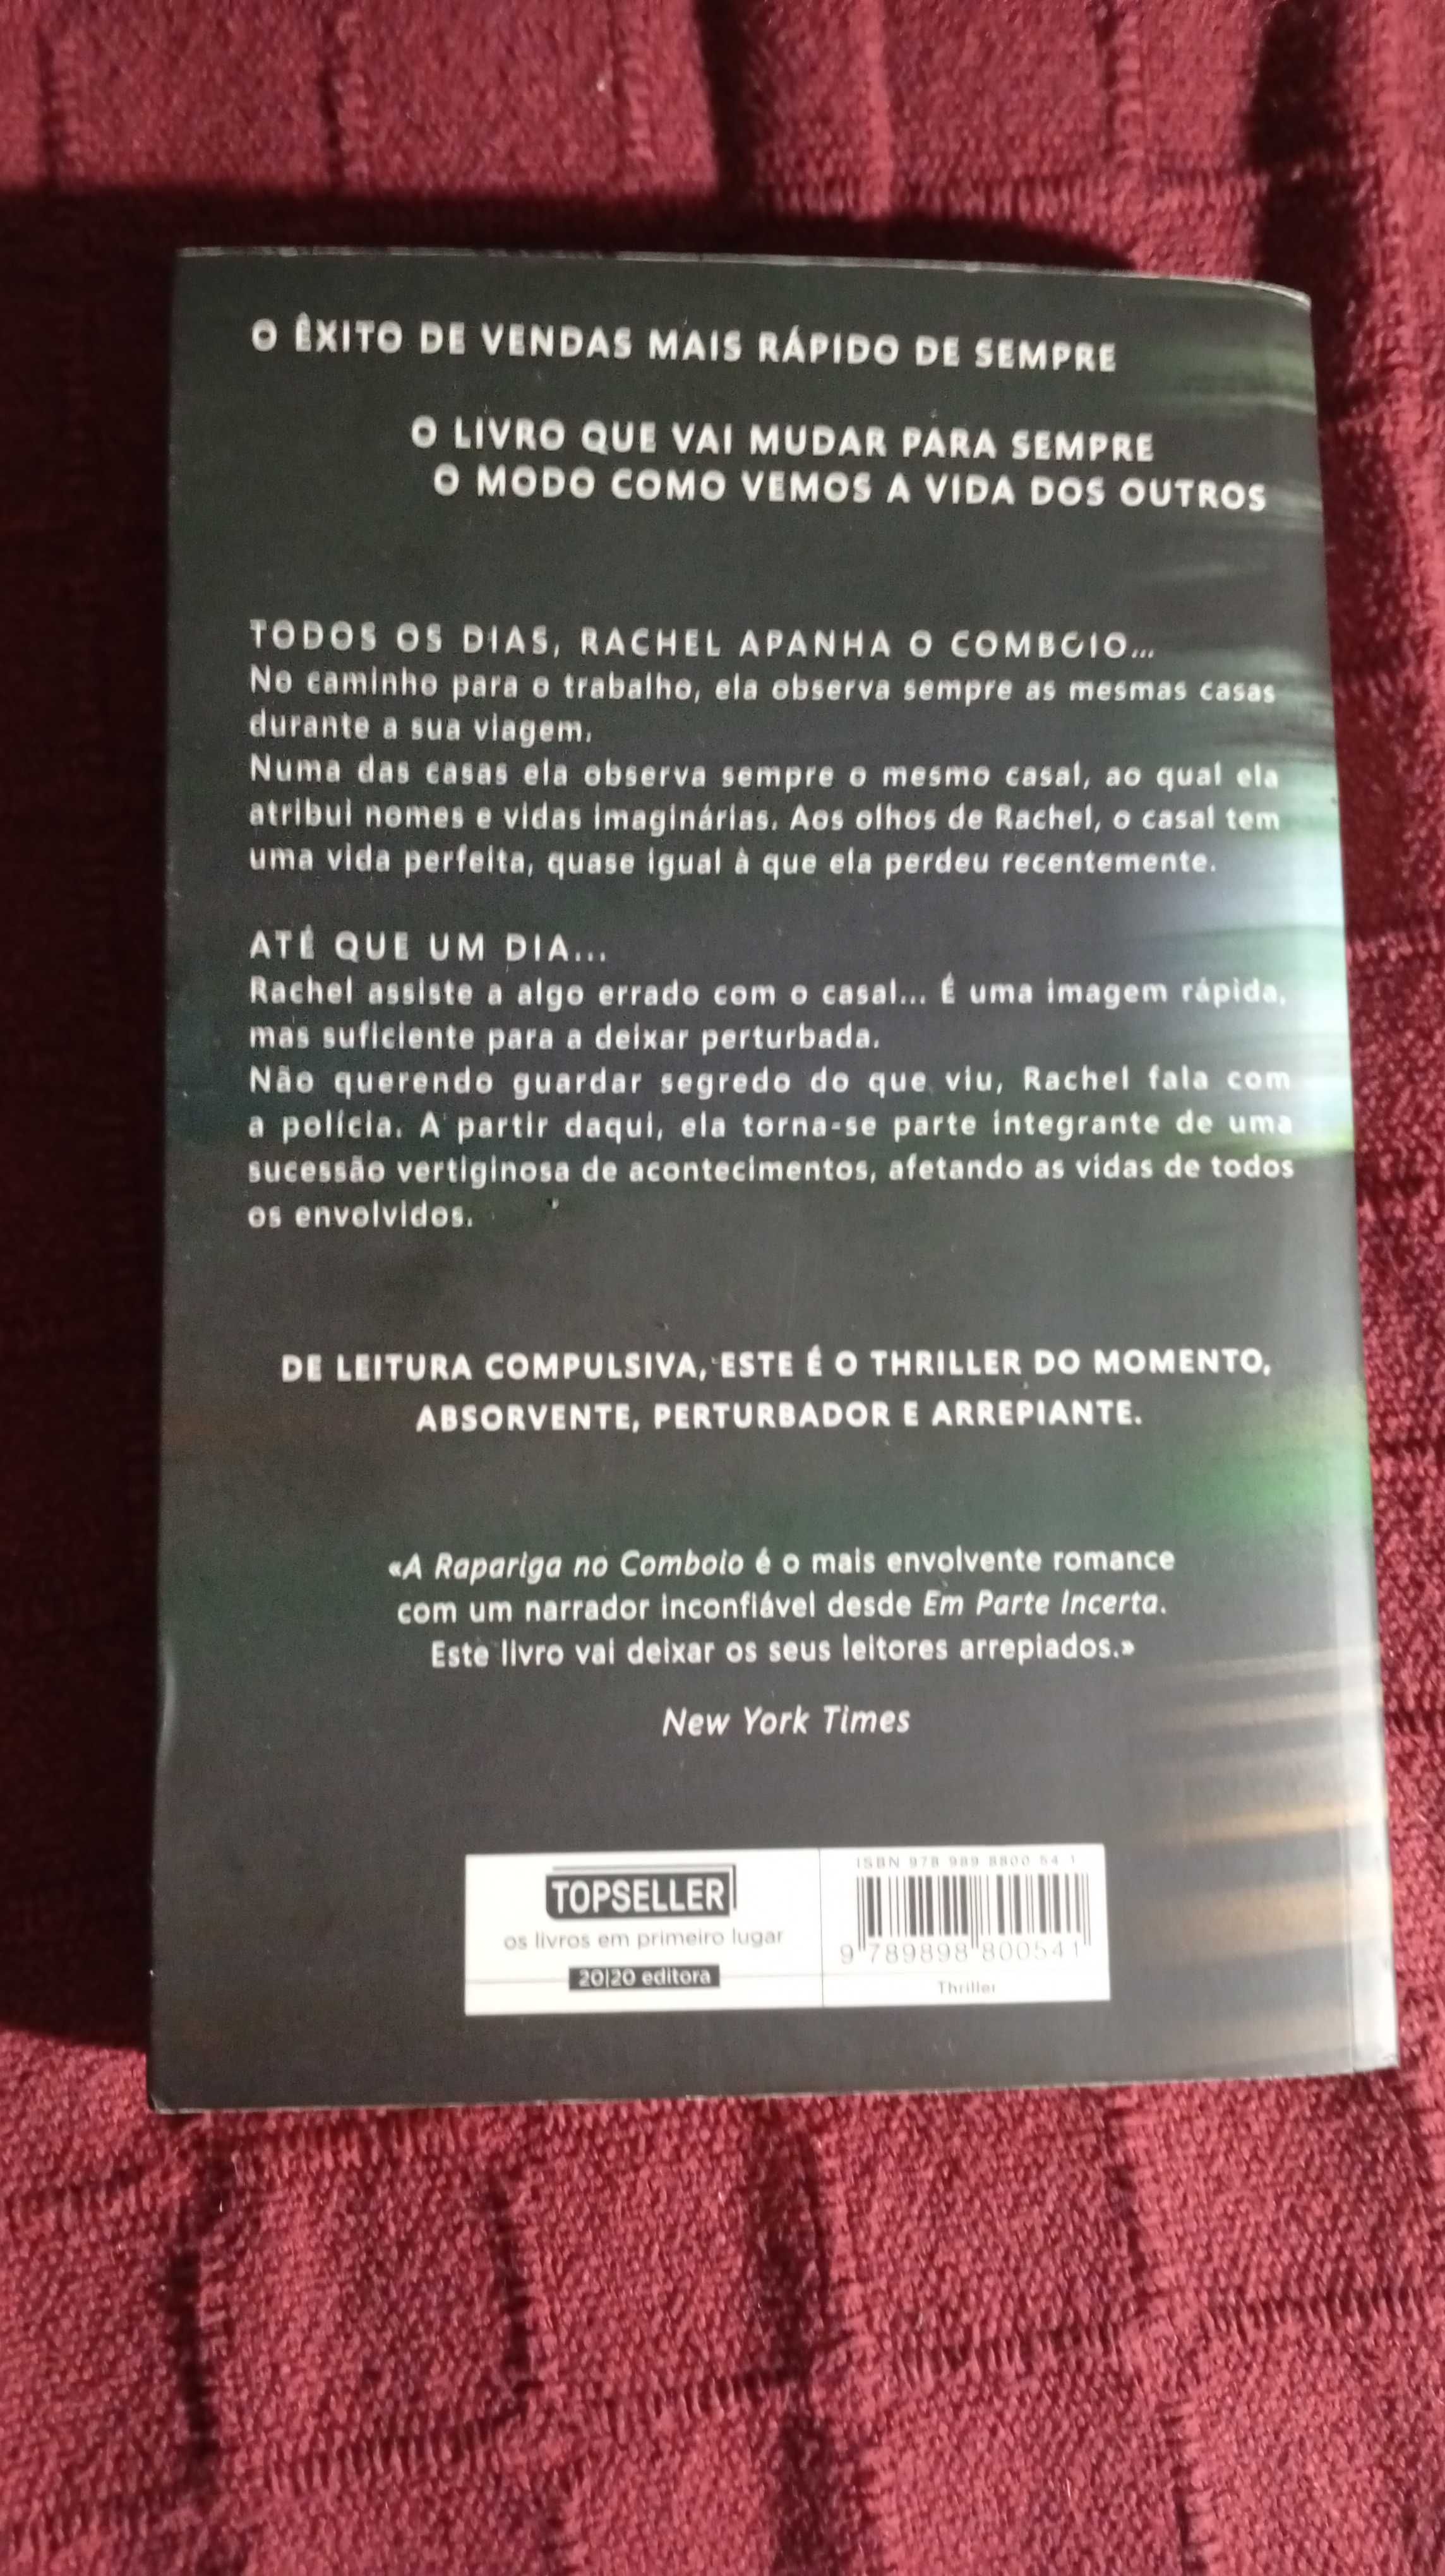 O ÊXITO DE VENDAS MAIS RÁPIDO DE SEMPRE
O LIVRO QUE VAI MUDAR PARA SEMPRE
O MODO COMO VEMOS A VIDA DOS OUTROS
TODOS OS DIAS, RACHEL APANHA O COMBOIO...
No caminho para o trabalho, ela observa sempre as mesmas casas
durante a sua viagem.
Numa das casas ela observa sempre o mesmo casal, ao qual ela
atribui nomes e vidas imaginárias. Aos olhos de Rachel, o casal tem
uma vida perfeita, quase igual à que ela perdeu recentemente.
ATÉ QUE UM DIA...
Rachel assiste a algo errado com o casal... É uma imagem rápida,
mas suficiente para a deixar perturbada.
Não querendo guardar segredo do que viu, Rachel fala com
a polícia. A partir daqui, ela torna-se parte integrante de uma
sucessão vertiginosa de acontecimentos, afetando as vidas de todos
os envolvidos.
DE LEITURA COMPULSIVA, ESTE É O THRILLER DO MOMENTO,
ABSORVENTE, PERTURBADOR E ARREPIANTE.
«A Rapariga no Comboio é o mais envolvente romance
com um narrador inconfiável desde Em Parte Incerta.
Este livro vai deixar os seus leitores arrepiados.»
New York Times
TOPSELLER
os livros em primeiro lugar
20|20 editora
ISBN 978 989 8800 54 1
9 789898 800541
Thriller